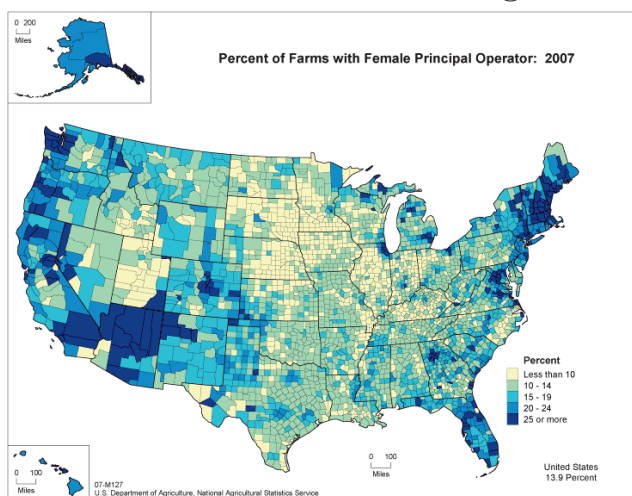 0 200
Miles
Percent of Farms with Female Principal Operator: 2007
Percent
Less than 10
10 - 14
15 - 19
20 - 24
25 or more
0 100
Miles
0 100
Miles
07-M127
U.S. Department of Agriculture, National Agricultural Statistics Service
United States
13.9 Percent